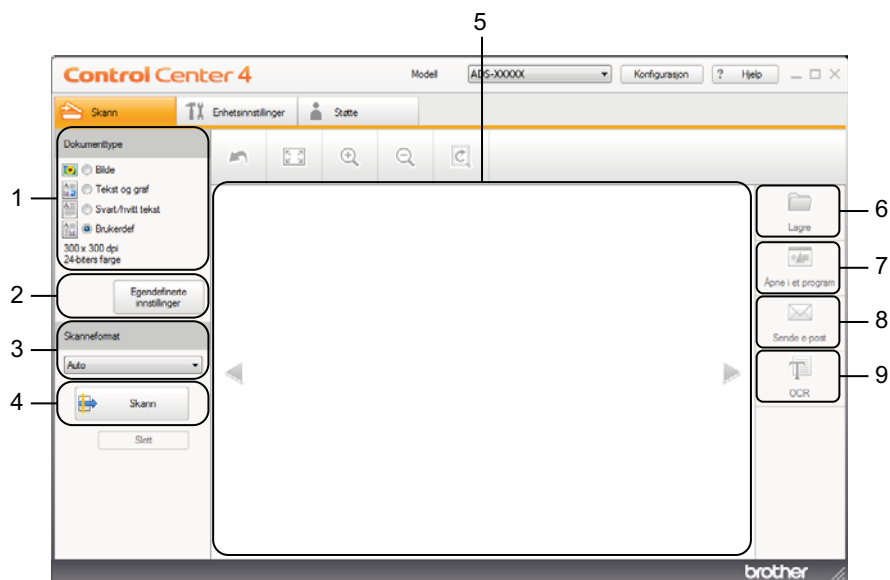 5
Control Center 4
Modell ADS-XXXXX Konfigurasjon ? Hjelp
Skann Enhetsinnstillinger Støtte
Dokumenttype
Bilde
Tekst og graf
Svart/hvitt tekst
Brukerdef
300 x 300 dpi
24-biters farge
1
2
Egendefinerte
innstillinger
3
Skanneformat
Auto
4
Skann
Slett
Lagre
6
Åpne i et program
7
Sende e-post
8
OCR
9
brother